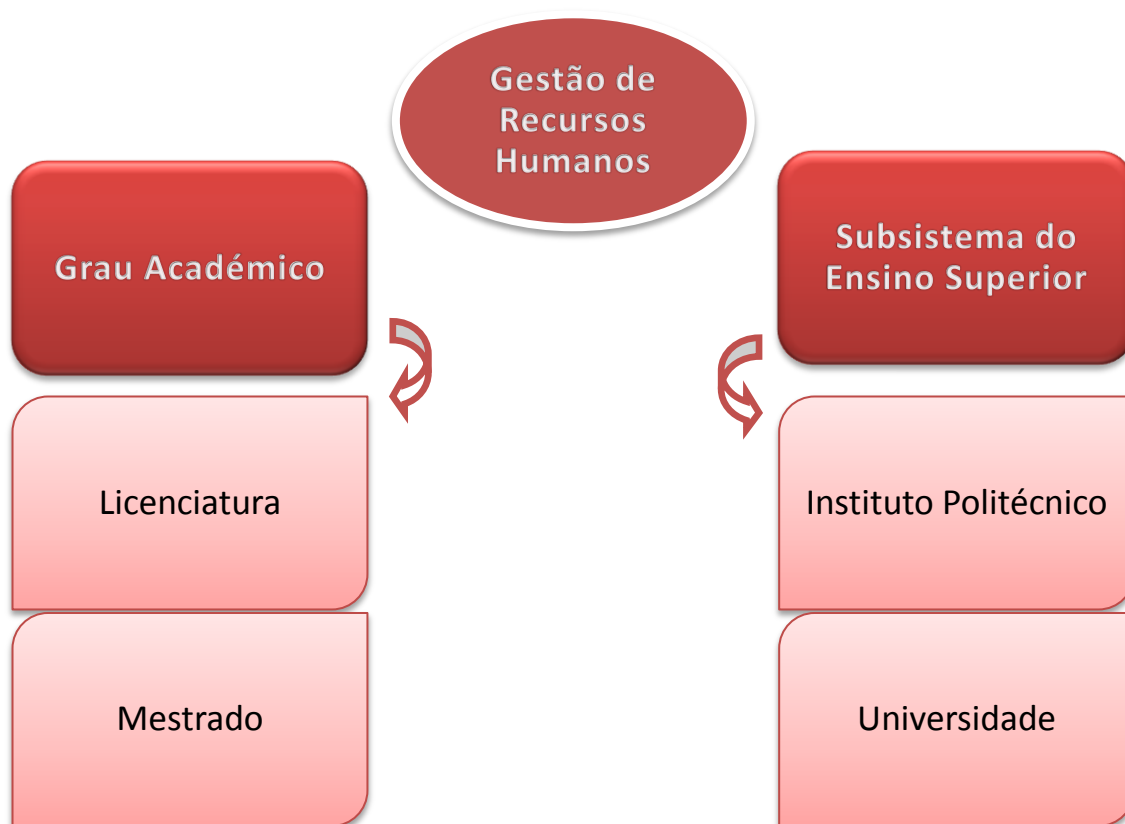 Gestão de
Recursos
Humanos
Grau Académico
Licenciatura
Mestrado
Subsistema do
Ensino Superior
Instituto Politécnico
Universidade